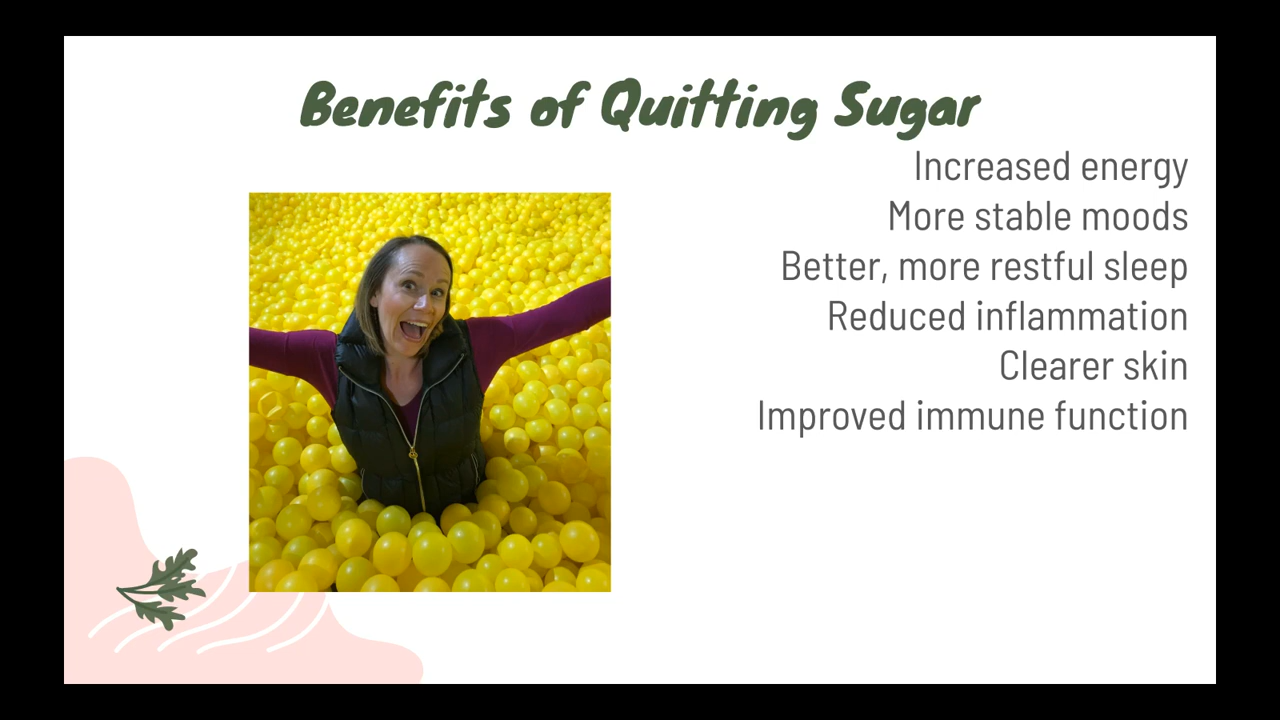 Benefits of Quitting Sugar
Increased energy
More stable moods
Better, more restful sleep
Reduced inflammation
Clearer skin
Improved immune function